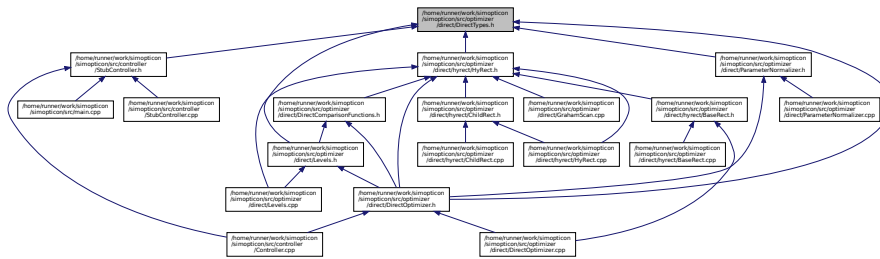 /home/runner/work/simopticon
/simopticon/src/optimizer
/direct/DirectTypes.h
/home/runner/work/simopticon
/simopticon/src/controller
/StubController.h
/home/runner/work/simopticon
/simopticon/src/optimizer
/direct/hyrect/HyRect.h
/home/runner/work/simopticon
/simopticon/src/optimizer
/direct/ParameterNormalizer.h
/home/runner/work/simopticon
/simopticon/src/main.cpp
/home/runner/work/simopticon
/simopticon/src/controller
/StubController.cpp
/home/runner/work/simopticon
/simopticon/src/optimizer
/direct/DirectComparisonFunctions.h
/home/runner/work/simopticon
/simopticon/src/optimizer
/direct/hyrect/ChildRect.h
/home/runner/work/simopticon
/simopticon/src/optimizer
/direct/GrahamScan.cpp
/home/runner/work/simopticon
/simopticon/src/optimizer
/direct/hyrect/BaseRect.h
/home/runner/work/simopticon
/simopticon/src/optimizer
/direct/ParameterNormalizer.cpp
/home/runner/work/simopticon
/simopticon/src/optimizer
/direct/Levels.h
/home/runner/work/simopticon
/simopticon/src/optimizer
/direct/hyrect/ChildRect.cpp
/home/runner/work/simopticon
/simopticon/src/optimizer
/direct/hyrect/HyRect.cpp
/home/runner/work/simopticon
/simopticon/src/optimizer
/direct/hyrect/BaseRect.cpp
/home/runner/work/simopticon
/simopticon/src/optimizer
/direct/Levels.cpp
/home/runner/work/simopticon
/simopticon/src/optimizer
/direct/DirectOptimizer.h
/home/runner/work/simopticon
/simopticon/src/controller
/Controller.cpp
/home/runner/work/simopticon
/simopticon/src/optimizer
/direct/DirectOptimizer.cpp